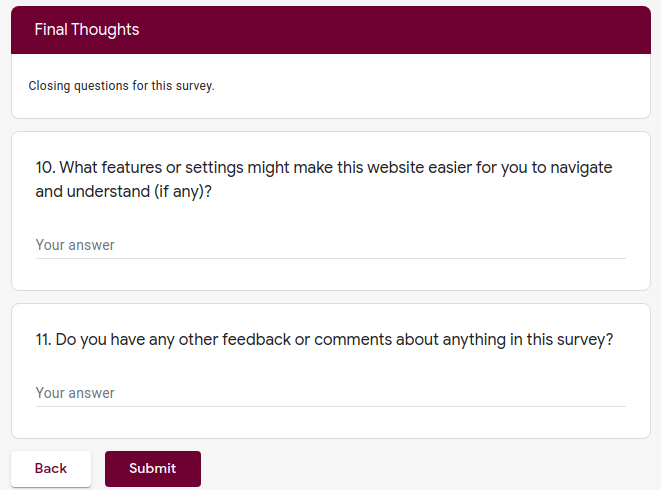 Final Thoughts
Closing questions for this survey.
10. What features or settings might make this website easier for you to navigate
and understand (if any)?
Your answer
11. Do you have any other feedback or comments about anything in this survey?
Your answer
Back
Submit